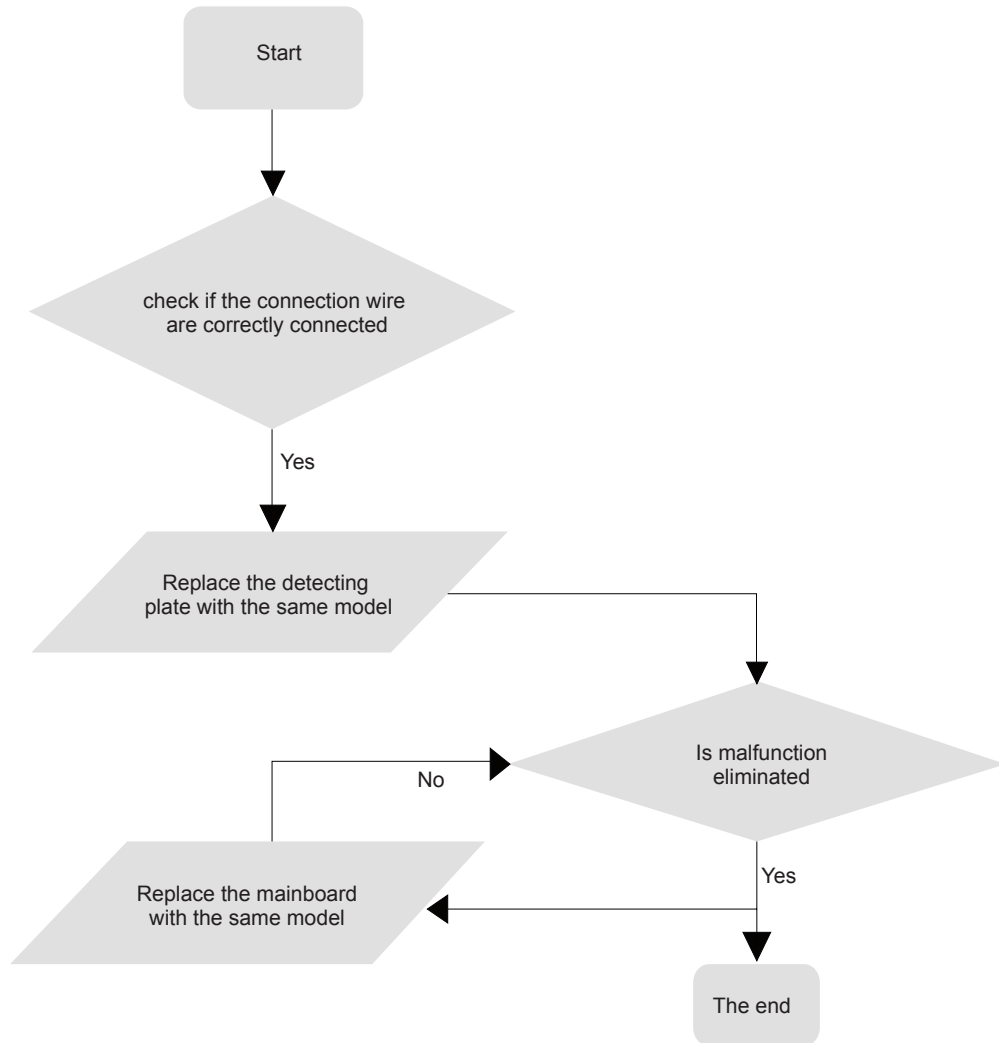 Start
check if the connection wire
are correctly connected
Yes
Replace the detecting
plate with the same model
Is malfunction
eliminated
No
Yes
Replace the mainboard
with the same model
The end